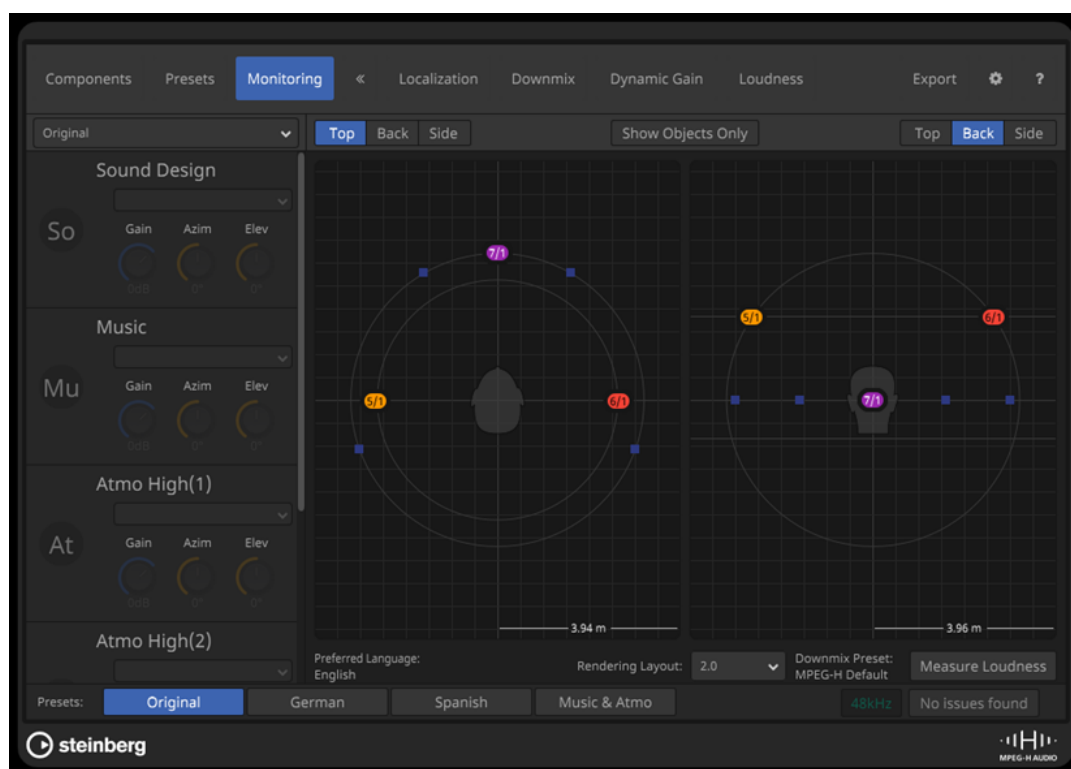 Components Presets Monitoring « Localization Downmix Dynamic Gain Loudness Export ?
Original Top Back Side Show Objects Only Top Back Side
Sound Design
So Gain Azim Elev
0dB 0° 0°
Music
Mu Gain Azim Elev
0dB 0° 0°
Atmo High(1)
At Gain Azim Elev
0dB 0° 0°
Atmo High(2)
7/1
5/1 6/1
3.94 m
5/1 6/1
7/1
3.96 m
Preferred Language:
English
Rendering Layout: 2.0
Downmix Preset:
MPEG-H Default
Measure Loudness
Presets: Original German Spanish Music & Atmo 48kHz No issues found
steinberg
MPEG-H AUDIO